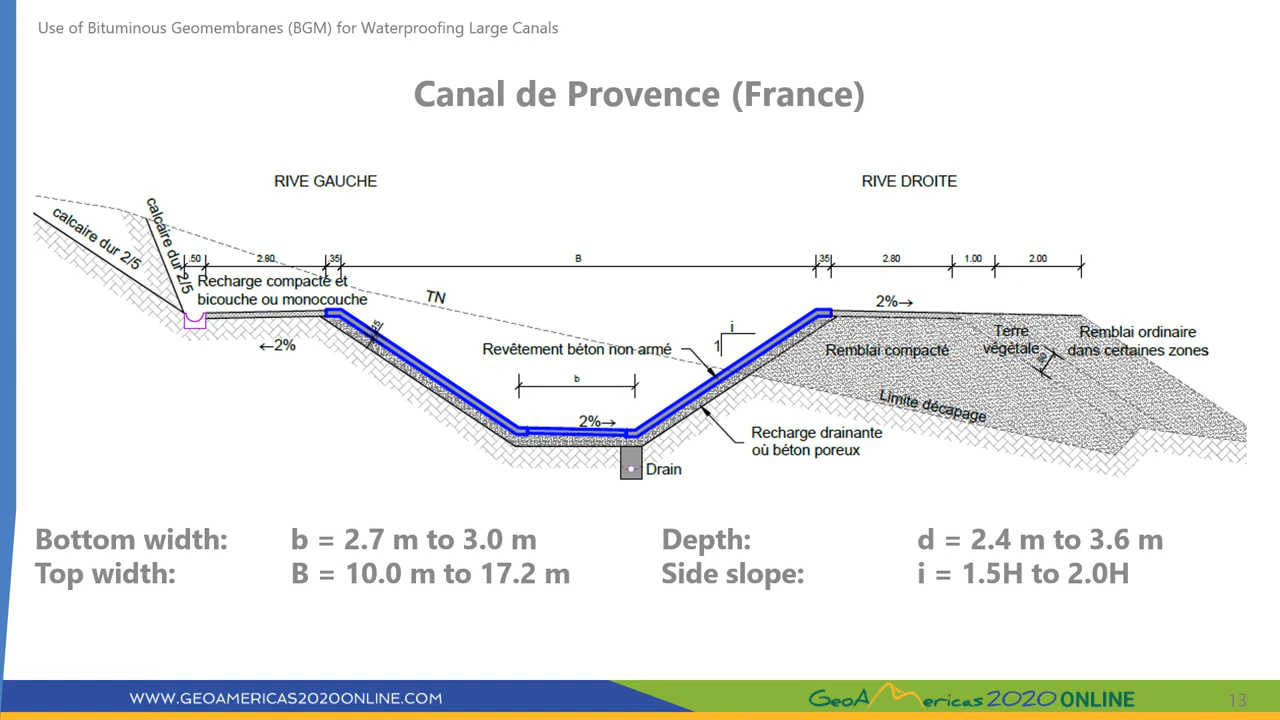 Use of Bituminous Geomembranes (BGM) for Waterproofing Large Canals
Canal de Provence (France)
RIVE GAUCHE
RIVE DROITE
calcaire dur 2/5
calcaire dur 2/5
.50
2.80
.35
B
.35
2.80
1.00
2.00
Recharge compacté et
bicouche ou monocouche
TN
2%→
←2%
i
1
Revêtement béton non armé
Remblai compacté
Terre
végétale
Remblai ordinaire
dans certaines zones
b
2%→
Limite décapage
Recharge drainante
où béton poreux
Drain
Bottom width: b = 2.7 m to 3.0 m
Top width: B = 10.0 m to 17.2 m
Depth: d = 2.4 m to 3.6 m
Side slope: i = 1.5H to 2.0H
WWW.GEOAMERICAS2020ONLINE.COM
GeoAmericas 2020 ONLINE
13